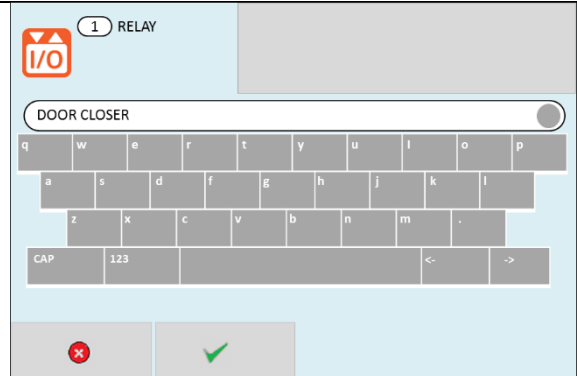 1 RELAY
I/O
DOOR CLOSER
q w e r t y u I o p
a s d f g h j k l
z x c v b n m .
CAP 123 <- ->